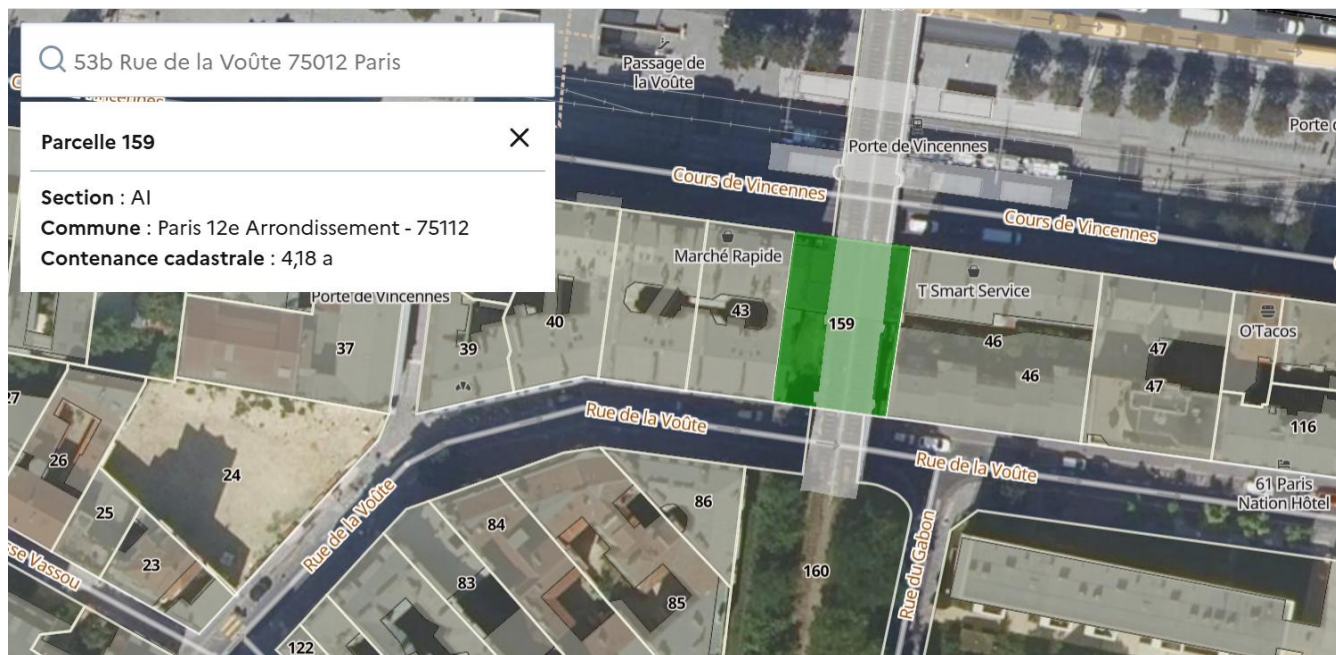 53b Rue de la Voûte 75012 Paris
Parcelle 159
Section : AI
Commune : Paris 12e Arrondissement - 75112
Contenance cadastrale : 4,18 a
Passage de
la Voûte
Porte de Vincennes
Cours de Vincennes
Cours de Vincennes
Marché Rapide
T Smart Service
O'Tacos
Porte de Vincennes
40
43
159
46
46
47
47
37
39
116
Rue de la Voûte
Rue de la Voûte
61 Paris
Nation Hôtel
26
24
25
23
Rue de la Voûte
86
84
83
85
160
Rue du Gabon
122